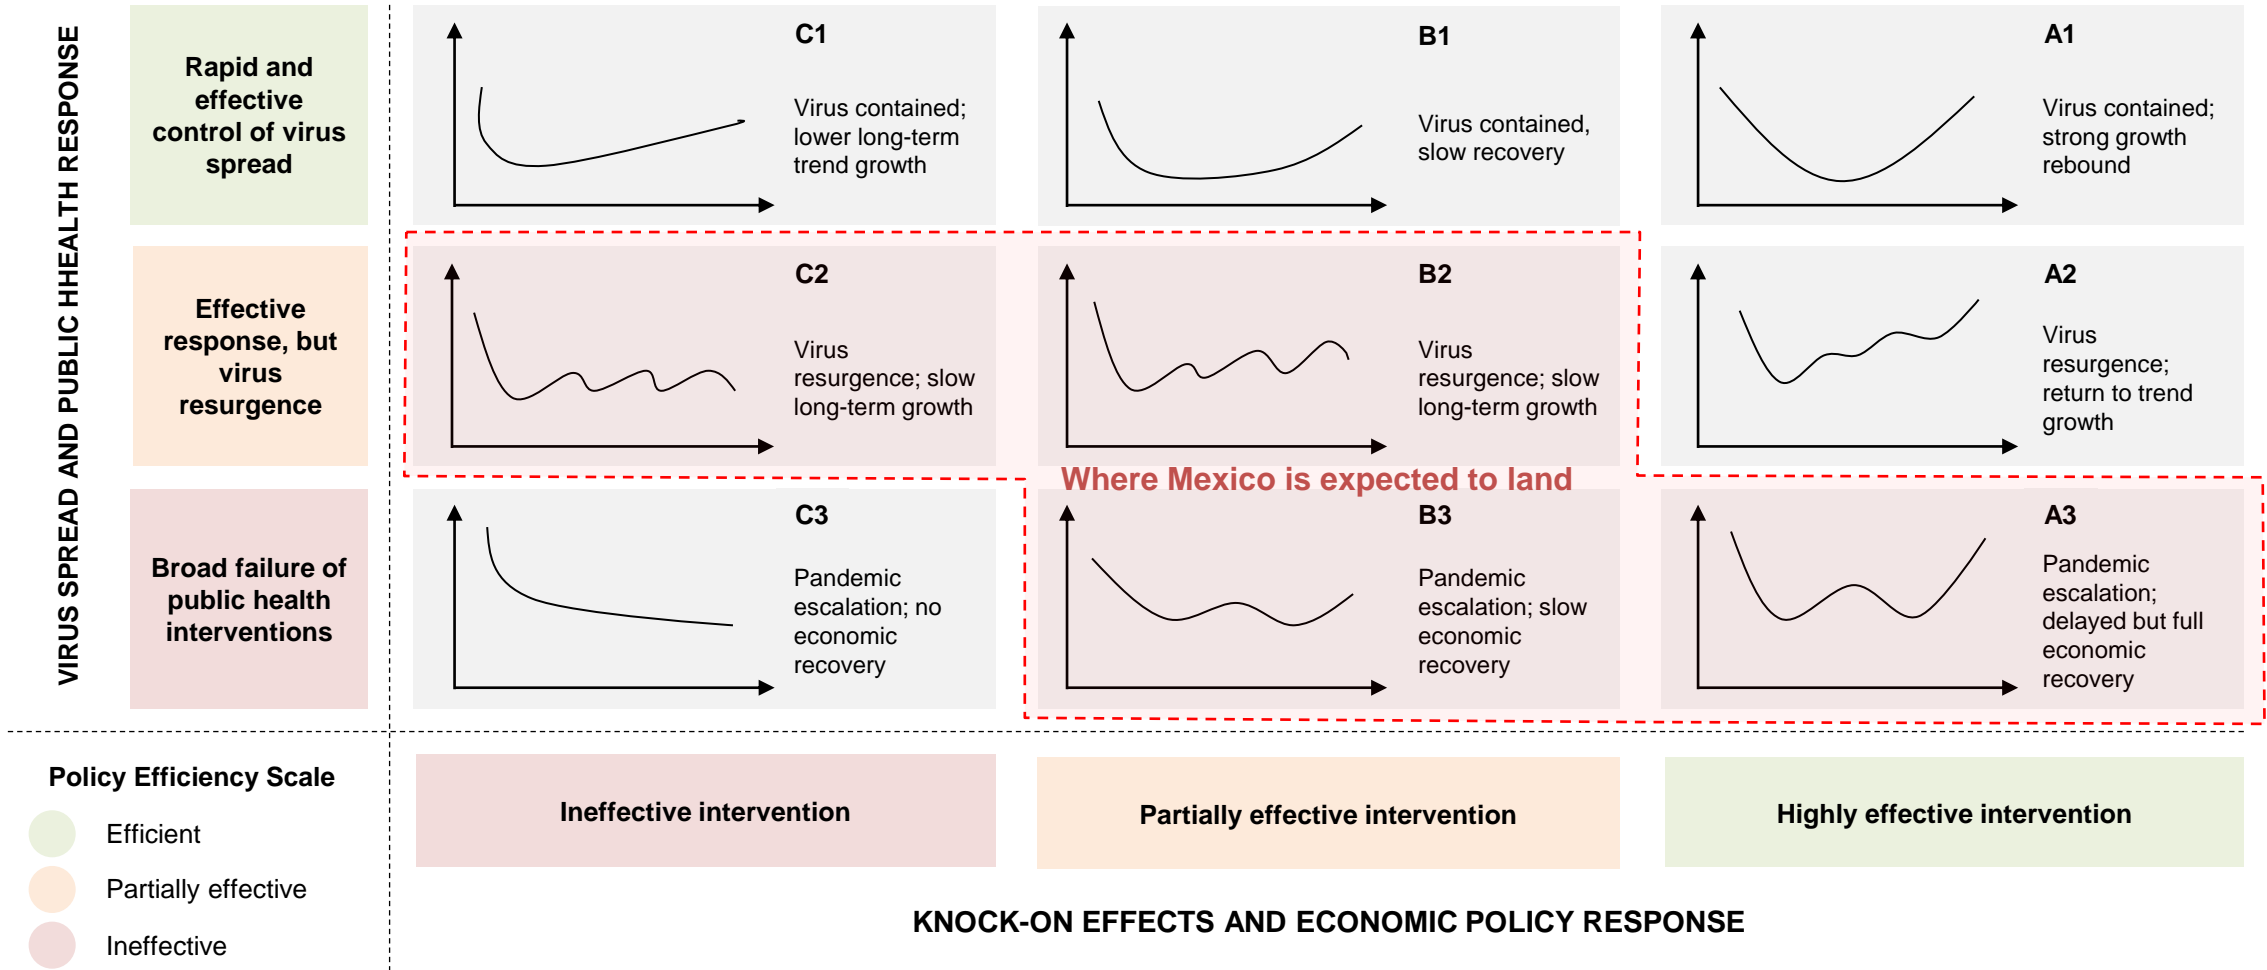 VIRUS SPREAD AND PUBLIC HHEALTH RESPONSE
Rapid and
effective
control of virus
spread
C1
Virus contained;
lower long-term
trend growth
B1
Virus contained,
slow recovery
A1
Virus contained;
strong growth
rebound
Effective
response, but
virus
resurgence
C2
Virus
resurgence; slow
long-term growth
B2
Virus
resurgence; slow
long-term growth
A2
Virus
resurgence;
return to trend
growth
Where Mexico is expected to land
Broad failure of
public health
interventions
C3
Pandemic
escalation; no
economic
recovery
B3
Pandemic
escalation; slow
economic
recovery
A3
Pandemic
escalation;
delayed but full
economic
recovery
Policy Efficiency Scale
Efficient
Partially effective
Ineffective
Ineffective intervention
Partially effective intervention
Highly effective intervention
KNOCK-ON EFFECTS AND ECONOMIC POLICY RESPONSE